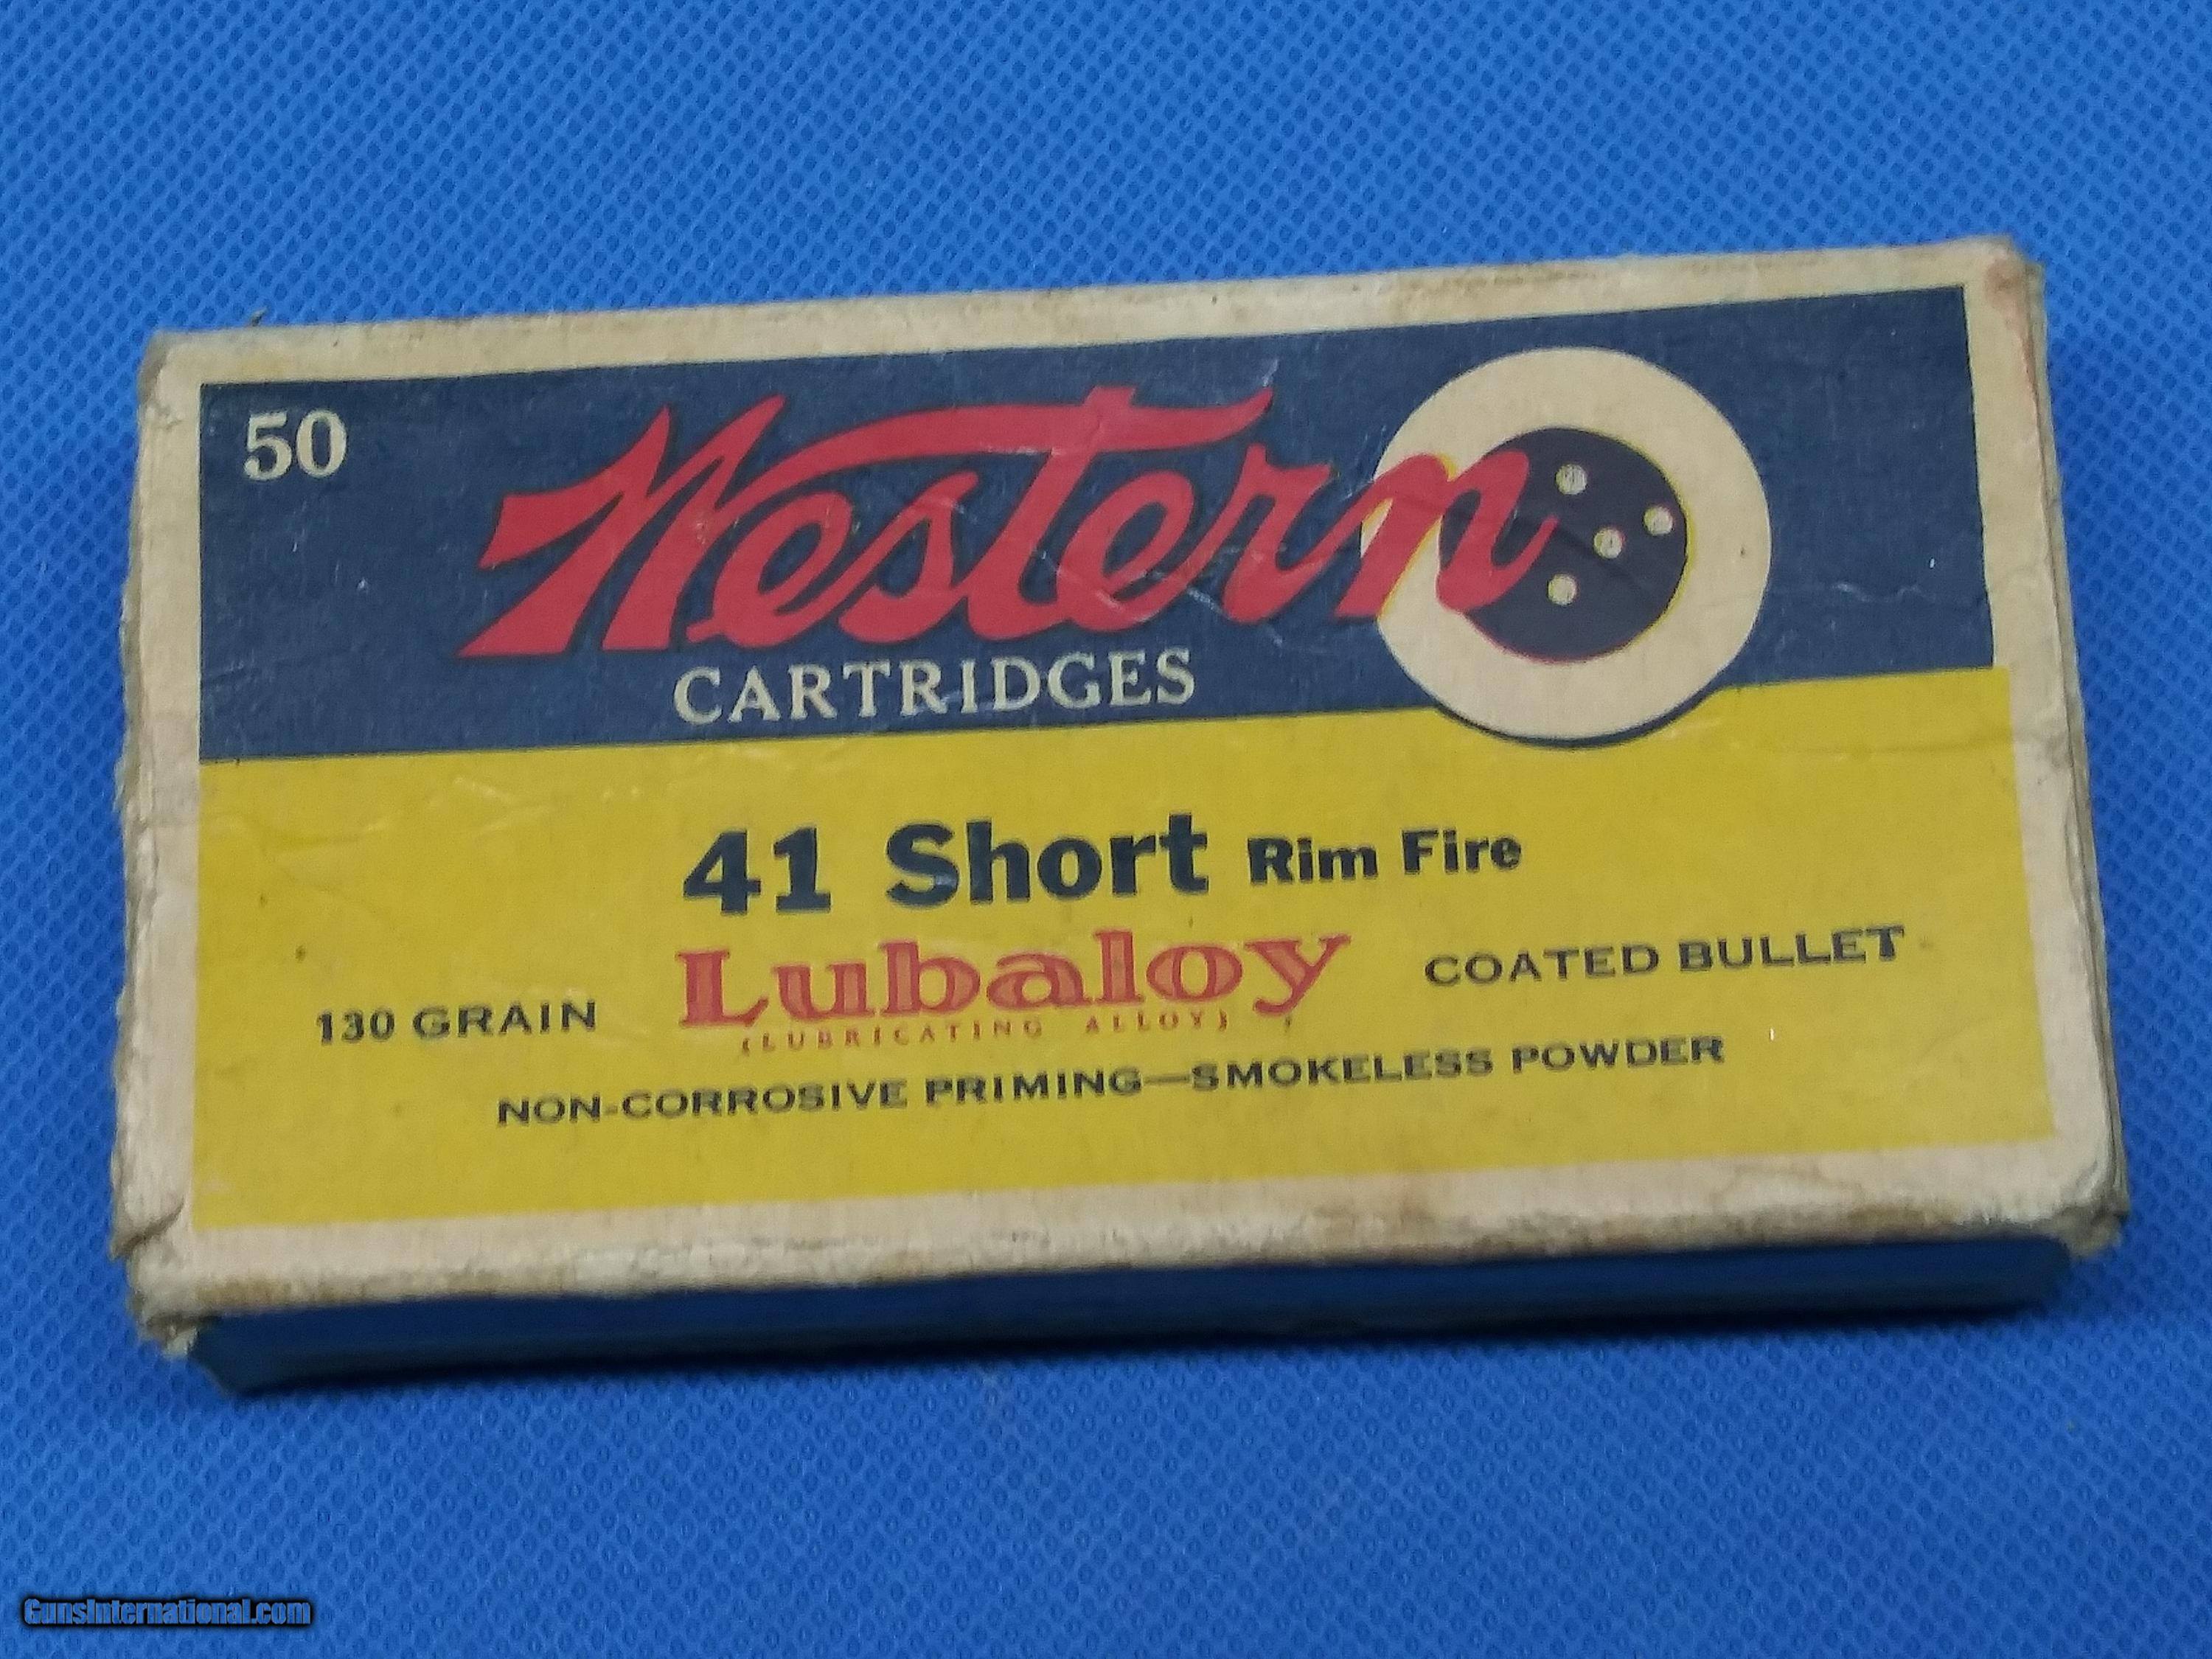 50
Western
CARTRIDGES
41 Short Rim Fire
130 GRAIN Lubaloy COATED BULLET
(LUBRICATING ALLOY)
NON-CORROSIVE PRIMING—SMOKELESS POWDER
GunsInternational.com